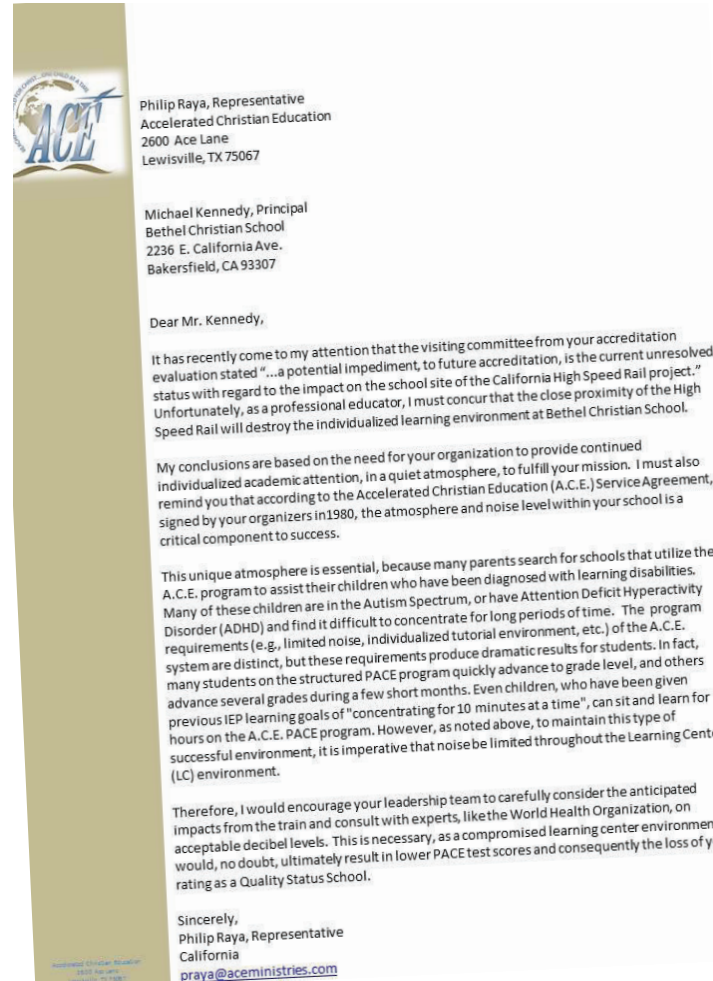 ACE
Philip Raya, Representative
Accelerated Christian Education
2600 Ace Lane
Lewisville, TX 75067
Michael Kennedy, Principal
Bethel Christian School
2236 E. California Ave.
Bakersfield, CA 93307
Dear Mr. Kennedy,
It has recently come to my attention that the visiting committee from your accreditation
evaluation stated “...a potential impediment, to future accreditation, is the current unresolved
status with regard to the impact on the school site of the California High Speed Rail project.”
Unfortunately, as a professional educator, I must concur that the close proximity of the High
Speed Rail will destroy the individualized learning environment at Bethel Christian School.
My conclusions are based on the need for your organization to provide continued
individualized academic attention, in a quiet atmosphere, to fulfill your mission. I must also
remind you that according to the Accelerated Christian Education (A.C.E.) Service Agreement,
signed by your organizers in1980, the atmosphere and noise level within your school is a
critical component to success.
This unique atmosphere is essential, because many parents search for schools that utilize the
A.C.E. program to assist their children who have been diagnosed with learning disabilities.
Many of these children are in the Autism Spectrum, or have Attention Deficit Hyperactivity
Disorder (ADHD) and find it difficult to concentrate for long periods of time. The program
requirements (e.g., limited noise, individualized tutorial environment, etc.) of the A.C.E.
system are distinct, but these requirements produce dramatic results for students. In fact,
many students on the structured PACE program quickly advance to grade level, and others
advance several grades during a few short months. Even children, who have been given
previous IEP learning goals of "concentrating for 10 minutes at a time", can sit and learn for
hours on the A.C.E. PACE program. However, as noted above, to maintain this type of
successful environment, it is imperative that noise be limited throughout the Learning Cente
(LC) environment.
Therefore, I would encourage your leadership team to carefully consider the anticipated
impacts from the train and consult with experts, like the World Health Organization, on
acceptable decibel levels. This is necessary, as a compromised learning center environmen
would, no doubt, ultimately result in lower PACE test scores and consequently the loss of y
rating as a Quality Status School.
Sincerely,
Philip Raya, Representative
California
praya@aceministries.com
Accelerated Christian Education